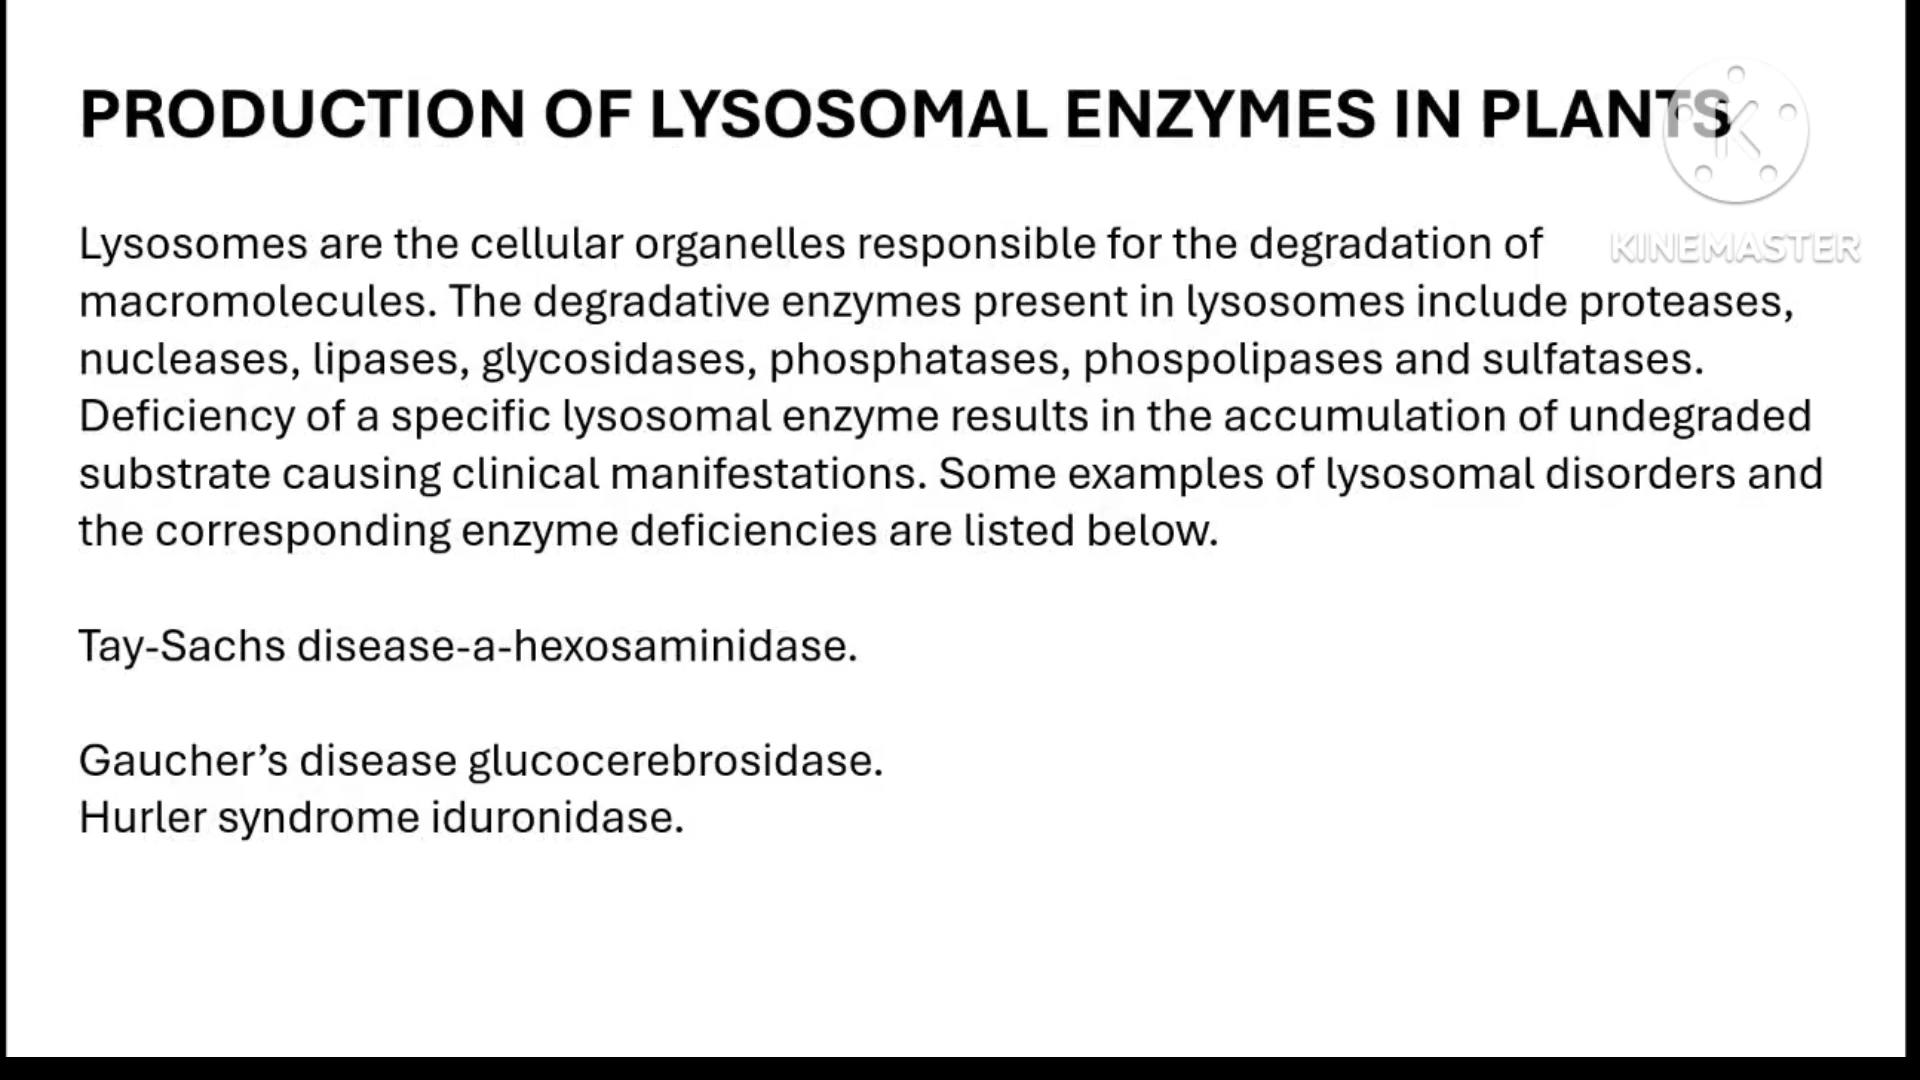 PRODUCTION OF LYSOSOMAL ENZYMES IN PLANTS
KINEMASTER
Lysosomes are the cellular organelles responsible for the degradation of
macromolecules. The degradative enzymes present in lysosomes include proteases,
nucleases, lipases, glycosidases, phosphatases, phospolipases and sulfatases.
Deficiency of a specific lysosomal enzyme results in the accumulation of undegraded
substrate causing clinical manifestations. Some examples of lysosomal disorders and
the corresponding enzyme deficiencies are listed below.
Tay-Sachs disease-a-hexosaminidase.
Gaucher’s disease glucocerebrosidase.
Hurler syndrome iduronidase.